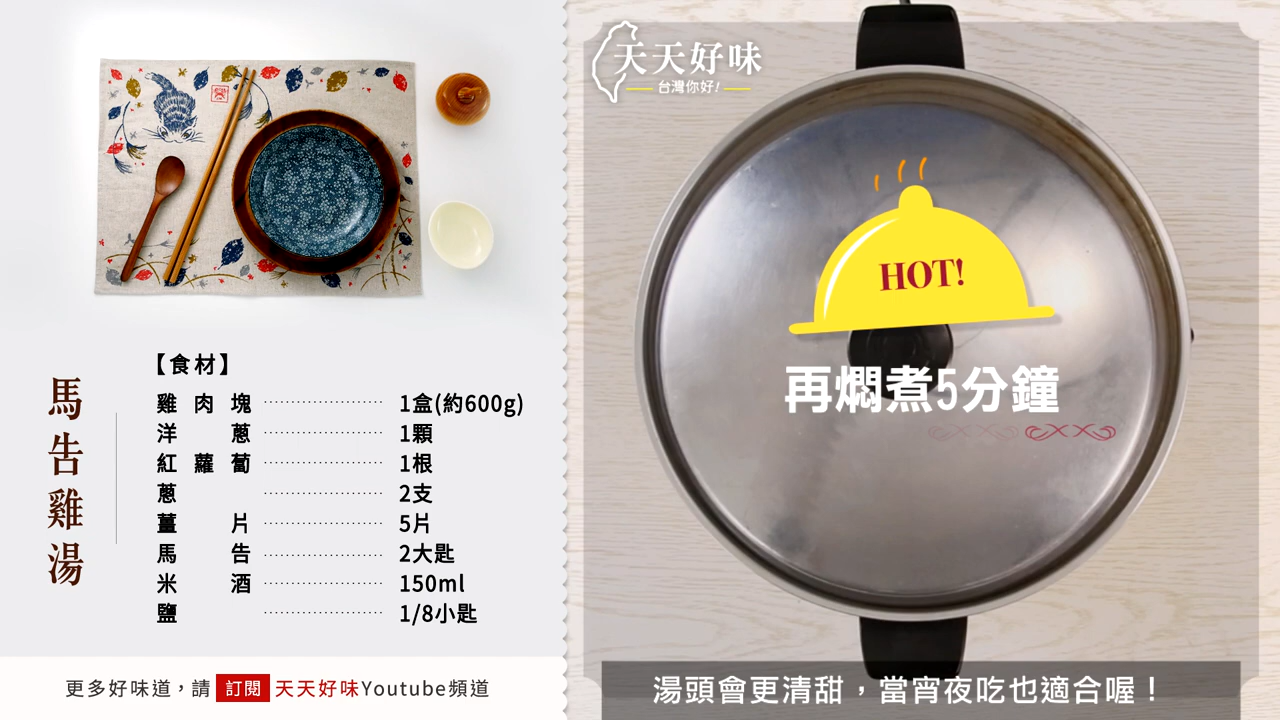 馬告雞湯
【食材】
雞肉塊 1盒(約600g)
洋蔥 1顆
紅蘿蔔 1根
蔥 2支
薑片 5片
馬告 2大匙
米酒 150ml
鹽 1/8小匙
更多好味道，請 訂閱 天天好味Youtube頻道
天天好味
台灣你好!
HOT!
再燜煮5分鐘
湯頭會更清甜，當宵夜吃也適合喔！